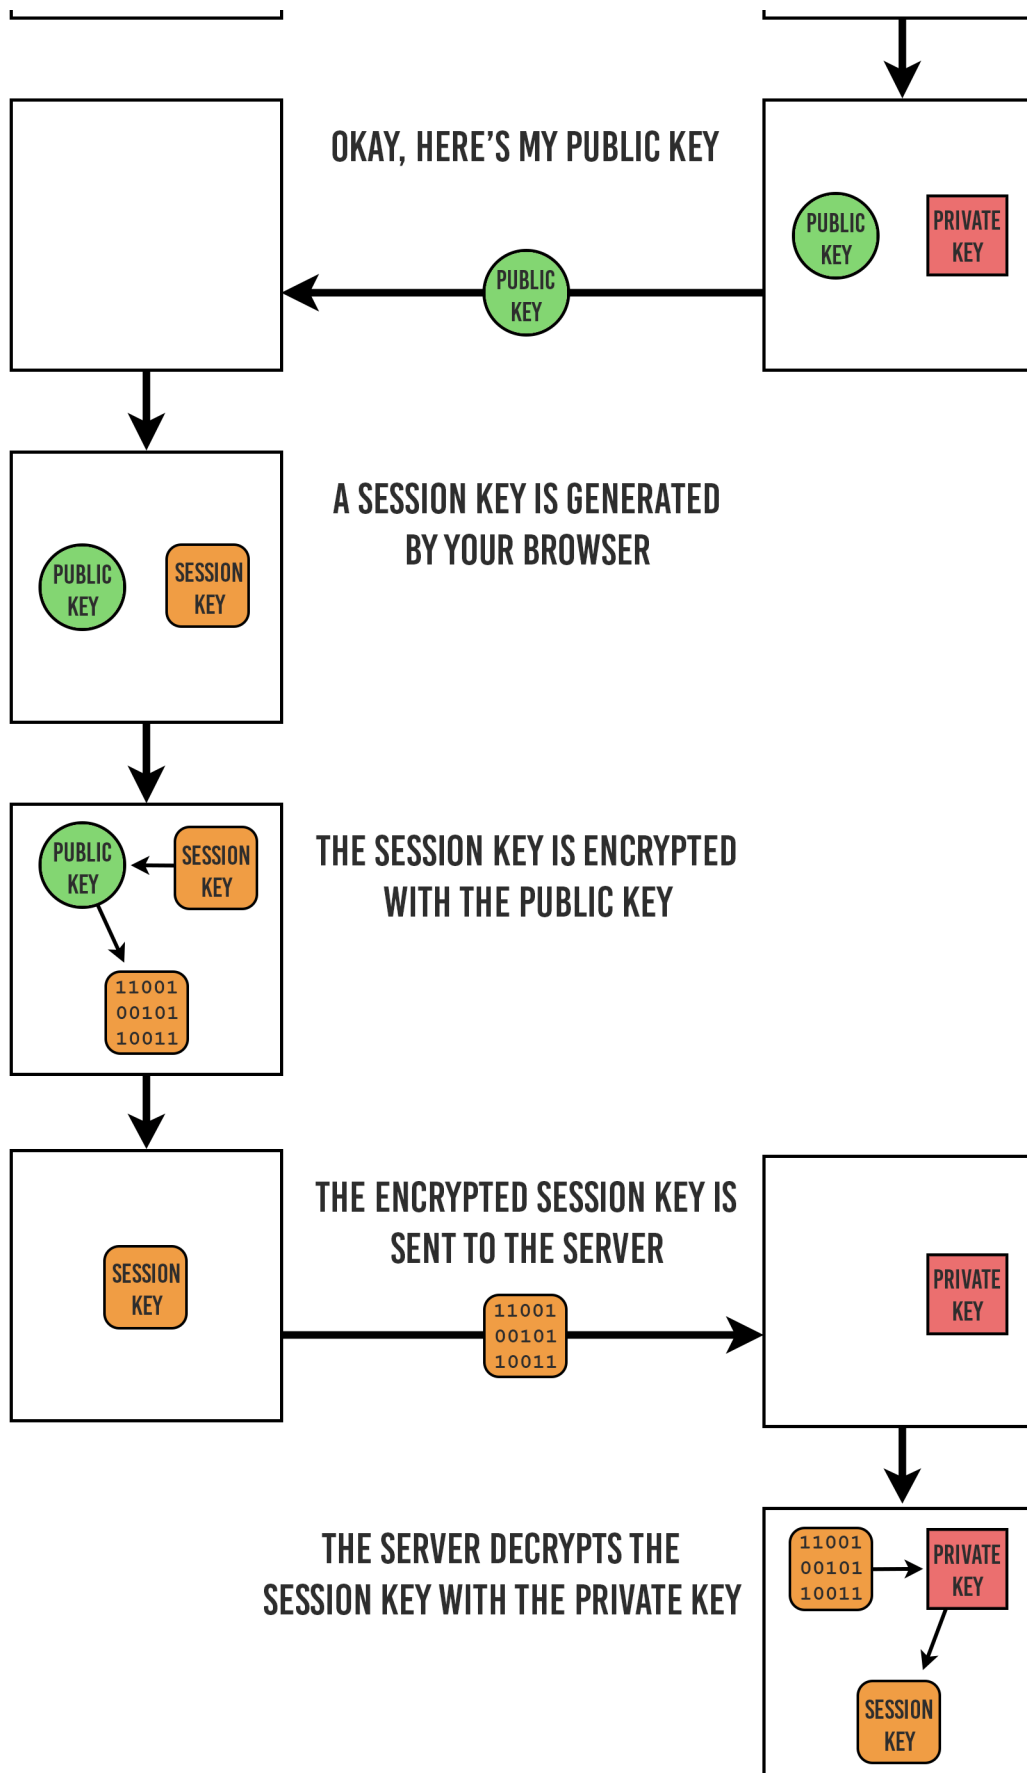 OKAY, HERE'S MY PUBLIC KEY
PUBLIC
KEY
PRIVATE
KEY
PUBLIC
KEY
A SESSION KEY IS GENERATED
BY YOUR BROWSER
PUBLIC
KEY
SESSION
KEY
THE SESSION KEY IS ENCRYPTED
WITH THE PUBLIC KEY
PUBLIC
KEY
SESSION
KEY
11001
00101
10011
THE ENCRYPTED SESSION KEY IS
SENT TO THE SERVER
SESSION
KEY
11001
00101
10011
PRIVATE
KEY
THE SERVER DECRYPTS THE
SESSION KEY WITH THE PRIVATE KEY
11001
00101
10011
PRIVATE
KEY
SESSION
KEY